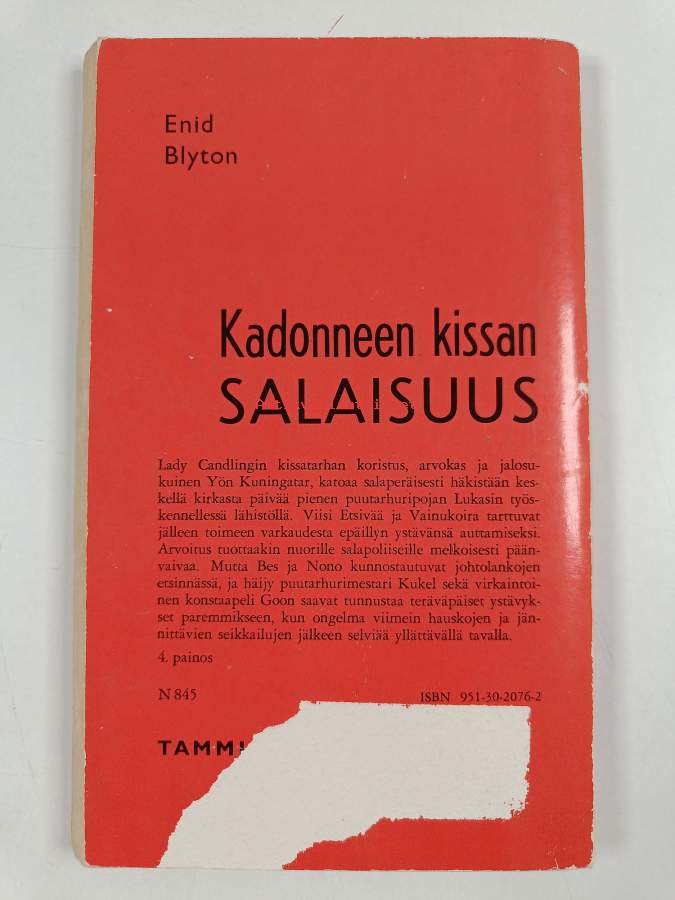 Enid
Blyton
Kadonneen kissan
SALAISUUS
Lady Candlingin kissatarhan koristus, arvokas ja jalosu-
kuinen Yön Kuningatar, katoaa salaperäisesti häkistään kes-
kellä kirkasta päivää pienen puutarhuripojan Lukasin työs-
kennellessä lähistöllä. Viisi Etsivää ja Vainukoira tarttuvat
jälleen toimeen varkaudesta epäillyn ystävänsä auttamiseksi.
Arvoitus tuottaakin nuorille salapoliiseille melkoisesti pään-
vaivaa. Mutta Bes ja Nono kunnostautuvat johtolankojen
etsinnässä, ja häijy puutarhurimestari Kukel sekä virkaintoi-
nen konstaapeli Goon saavat tunnustaa teräväpäiset ystävyk-
set paremmikseen, kun ongelma viimein hauskojen ja jän-
nittävien seikkailujen jälkeen selviää yllättävällä tavalla.
4. painos
N 845
ISBN 951-30-2076-2
TAMMI